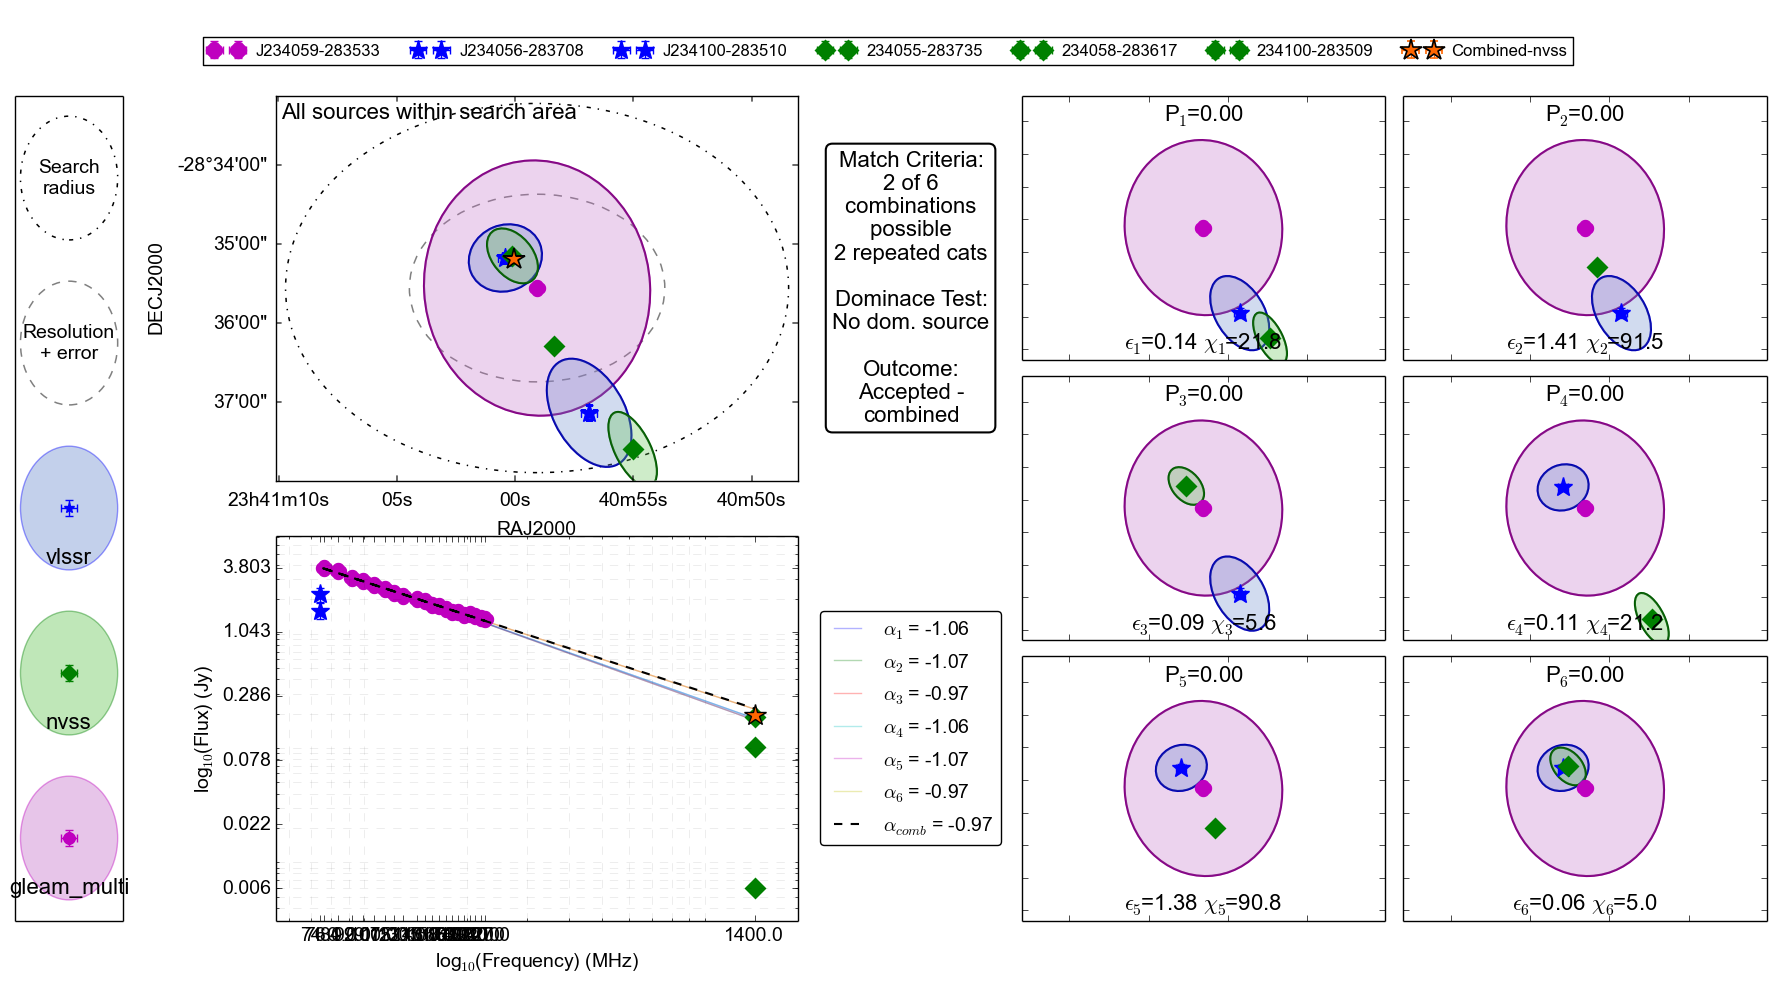 J234059-283533 J234056-283708 J234100-283510 234055-283735 234058-283617 234100-283509 Combined-nvss
Search
radius
Resolution
+ error
vlssr
nvss
gleam_multi
All sources within search area
DECJ2000
-28°34'00"
35'00"
36'00"
37'00"
23h41m10s 05s 00s 40m55s 40m50s
RAJ2000
Match Criteria:
2 of 6
combinations
possible
2 repeated cats
Dominace Test:
No dom. source
Outcome:
Accepted -
combined
log10(Flux) (Jy)
3.803
1.043
0.286
0.078
0.022
0.006
1400.0
log10(Frequency) (MHz)
α1 = -1.06
α2 = -1.07
α3 = -0.97
α4 = -1.06
α5 = -1.07
α6 = -0.97
αcomb = -0.97
P1=0.00
ϵ1=0.14 χ1=21.8
P2=0.00
ϵ2=1.41 χ2=91.5
P3=0.00
ϵ3=0.09 χ3=5.6
P4=0.00
ϵ4=0.11 χ4=21.2
P5=0.00
ϵ5=1.38 χ5=90.8
P6=0.00
ϵ6=0.06 χ6=5.0